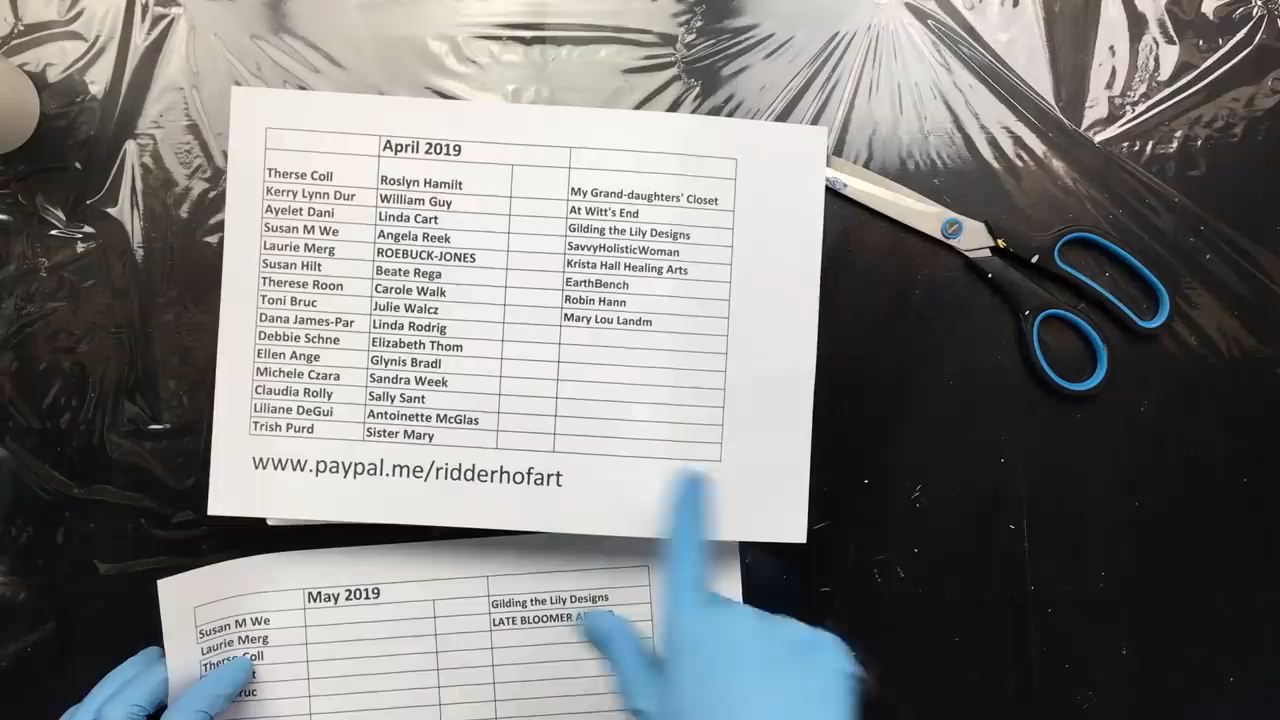 April 2019
Therse Coll Roslyn Hamilt My Grand-daughters' Closet
Kerry Lynn Dur William Guy At Witt's End
Ayelet Dani Linda Cart Gilding the Lily Designs
Susan M We Angela Reek SavvyHolisticWoman
Laurie Merg ROEBUCK-JONES Krista Hall Healing Arts
Susan Hilt Beate Rega EarthBench
Therese Roon Carole Walk Robin Hann
Toni Bruc Julie Walcz Mary Lou Landm
Dana James-Par Linda Rodrig
Debbie Schne Elizabeth Thom
Ellen Ange Glynis Bradl
Michele Czara Sandra Week
Claudia Rolly Sally Sant
Liliane DeGui Antoinette McGlas
Trish Purd Sister Mary
www.paypal.me/ridderhofart
May 2019
Susan M We Gilding the Lily Designs
Laurie Merg LATE BLOOMER
Therse Coll